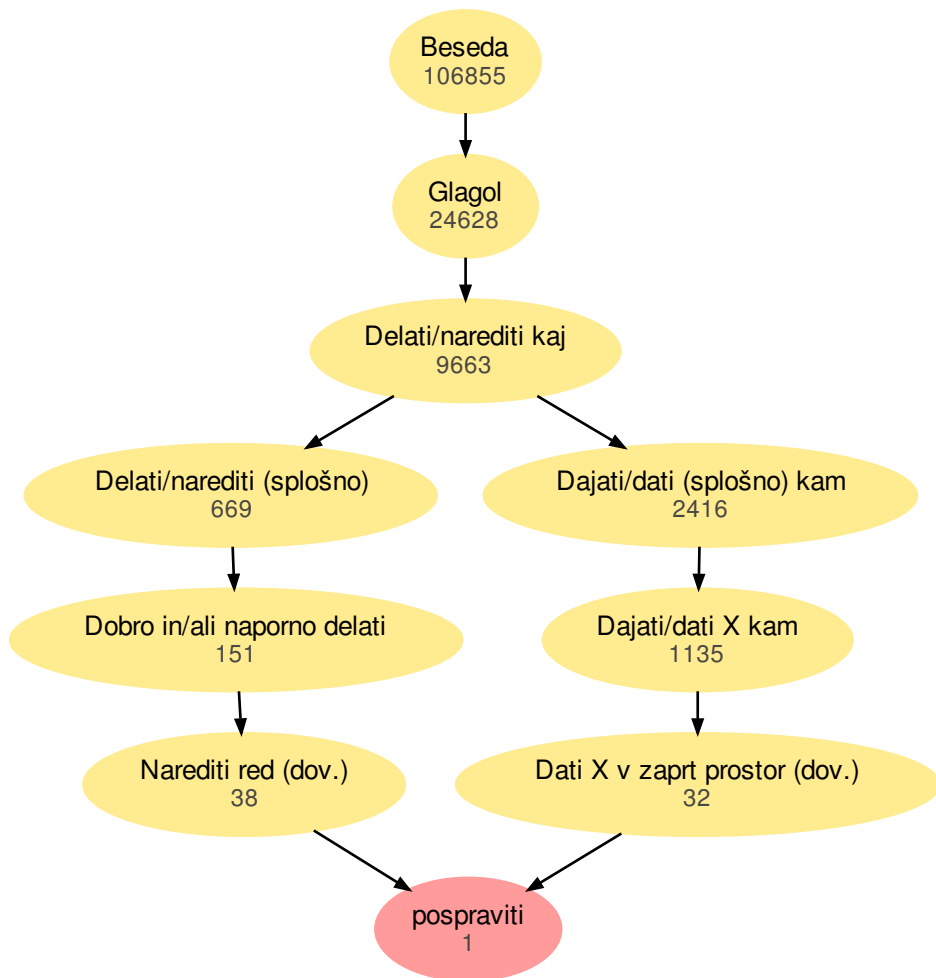 Beseda
106855
Glagol
24628
Delati/narediti kaj
9663
Delati/narediti (splošno)
669
Dajati/dati (splošno) kam
2416
Dobro in/ali naporno delati
151
Dajati/dati X kam
1135
Narediti red (dov.)
38
Dati X v zaprt prostor (dov.)
32
pospraviti
1